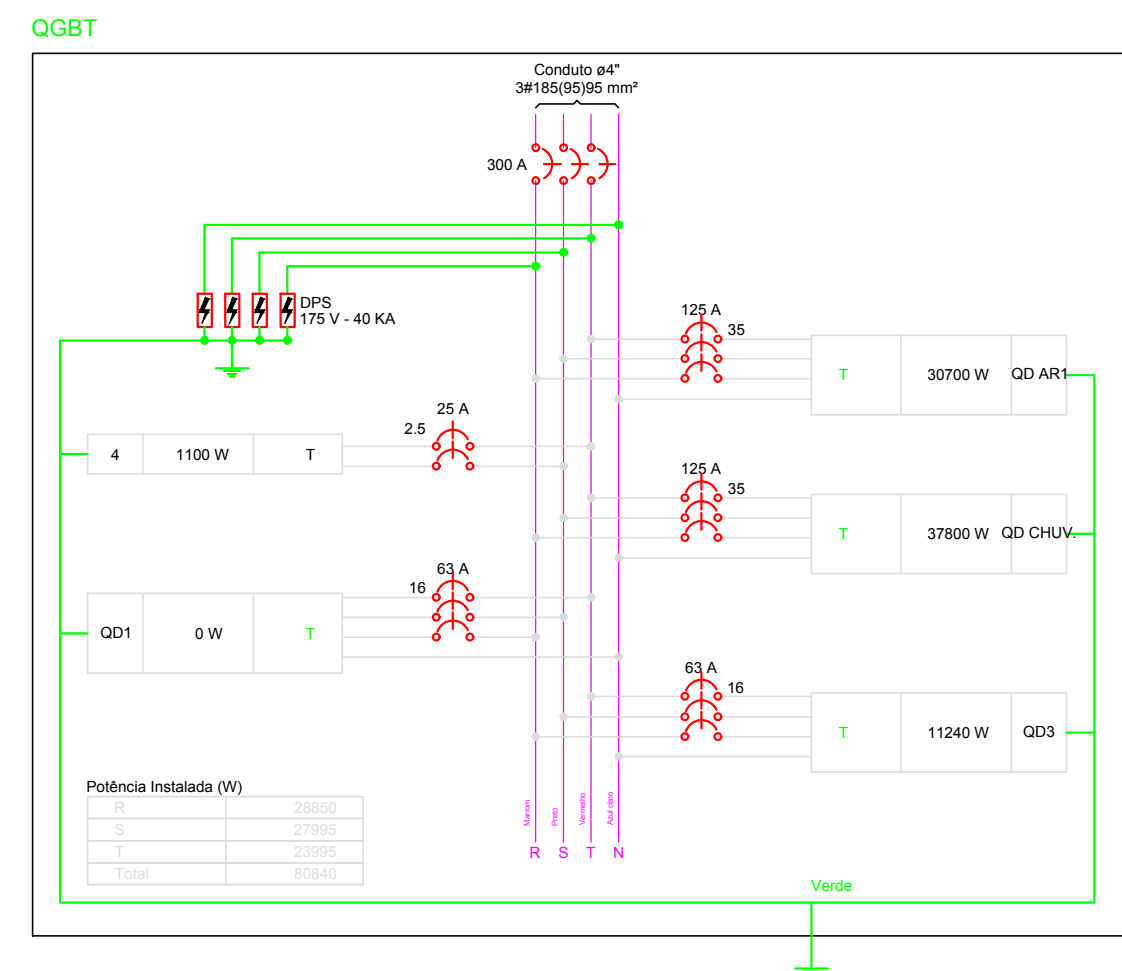 QGBT
Conduto ø4"
3#185(95)95 mm²
300 A
DPS
175 V - 40 KA
125 A
35
T 30700 W QD AR1
25 A
2.5
4 1100 W T
125 A
35
T 37800 W QD CHUV.
63 A
16
QD1 0 W T
63 A
16
T 11240 W QD3
Potência Instalada (W)
R 28850
S 27995
T 23995
Total 80840
Marrom
Preto
Vermelho
Azul claro
R S T N
Verde